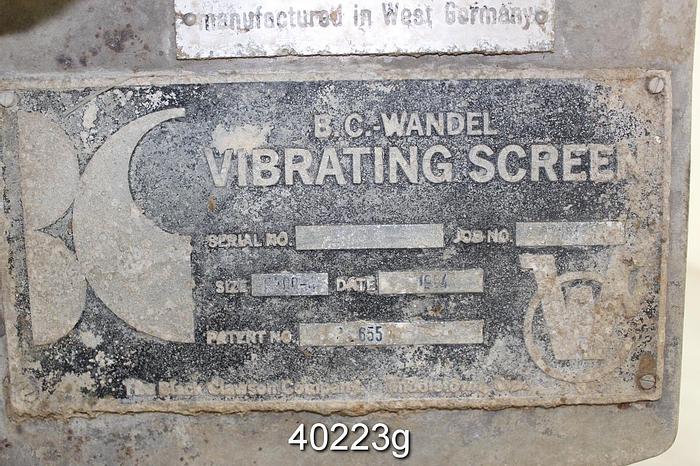 manufactured in West Germany
B.C.-WANDEL
VIBRATING SCREEN
SERIAL NO. JOB NO.
SIZE DATE
PATENT NO. 655
The Black Clawson Company
40223g